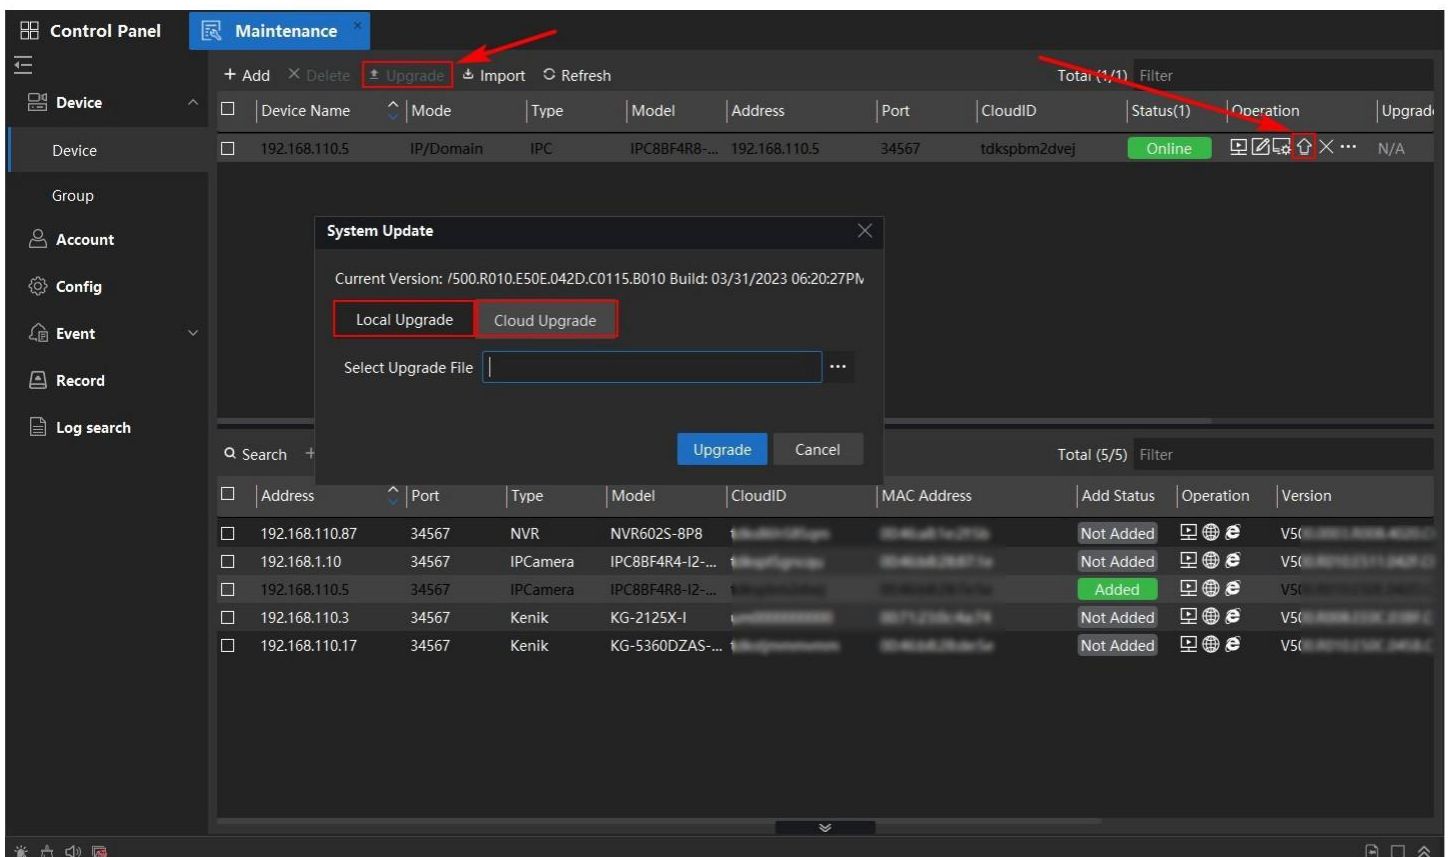 Control Panel Maintenance
+ Add × Delete Upgrade Import Refresh Total (1/1) Filter
Device
Device Name Mode Type Model Address Port CloudID Status(1) Operation Upgrad
Device
192.168.110.5 IP/Domain IPC IPC8BF4R8-... 192.168.110.5 34567 tdkspbm2dvej Online N/A
Group
Account
Config
Event
Record
Log search
System Update
Current Version: /500.R010.E50E.042D.C0115.B010 Build: 03/31/2023 06:20:27PM
Local Upgrade Cloud Upgrade
Select Upgrade File ...
Upgrade Cancel
Search + Total (5/5) Filter
Address Port Type Model CloudID MAC Address Add Status Operation Version
192.168.110.87 34567 NVR NVR602S-8P8 Not Added
192.168.1.10 34567 IPCamera IPC8BF4R4-I2-... Not Added
192.168.110.5 34567 IPCamera IPC8BF4R8-I2-... Added
192.168.110.3 34567 Kenik KG-2125X-I Not Added
192.168.110.17 34567 Kenik KG-5360DZAS-... Not Added